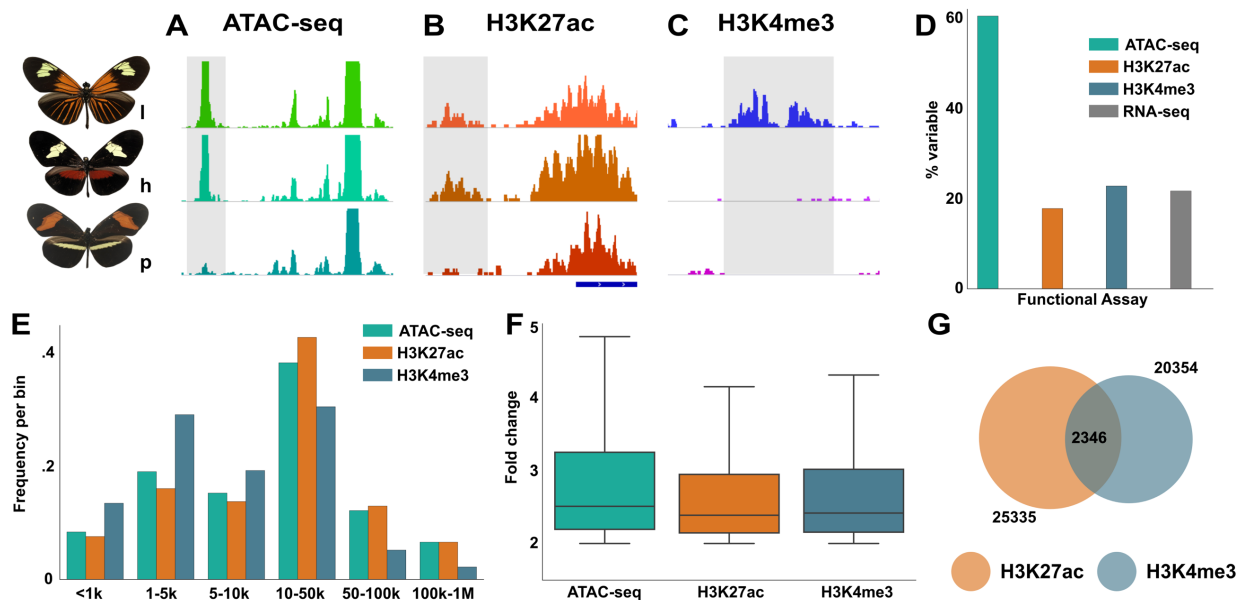 A ATAC-seq
B H3K27ac
C H3K4me3
l
h
p
D
60
40
20
0
% variable
ATAC-seq
H3K27ac
H3K4me3
RNA-seq
Functional Assay
E
.4
.2
0
Frequency per bin
ATAC-seq
H3K27ac
H3K4me3
<1k 1-5k 5-10k 10-50k 50-100k 100k-1M
F
5
4
3
2
Fold change
ATAC-seq H3K27ac H3K4me3
G
20354
2346
25335
H3K27ac H3K4me3